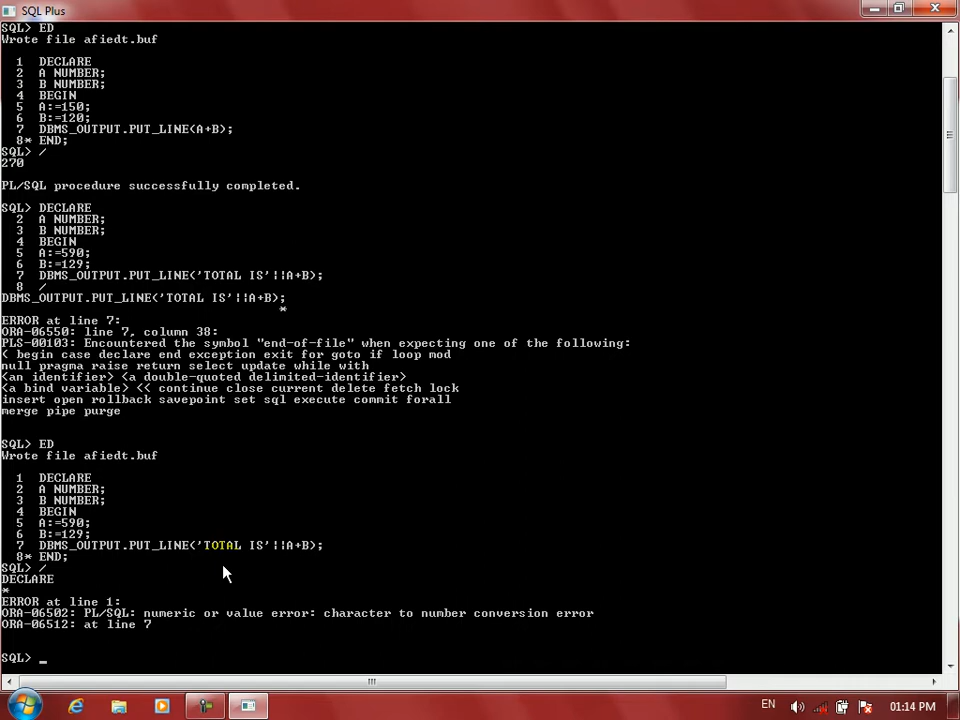 SQL Plus
SQL> ED
Wrote file afiedt.buf
1 DECLARE
2 A NUMBER;
3 B NUMBER;
4 BEGIN
5 A:=150;
6 B:=120;
7 DBMS_OUTPUT.PUT_LINE(A+B);
8* END;
SQL> /
270
PL/SQL procedure successfully completed.
SQL> DECLARE
2 A NUMBER;
3 B NUMBER;
4 BEGIN
5 A:=590;
6 B:=129;
7 DBMS_OUTPUT.PUT_LINE('TOTAL IS'||A+B);
8 /
DBMS_OUTPUT.PUT_LINE('TOTAL IS'||A+B);
*
ERROR at line 7:
ORA-06550: line 7, column 38:
PLS-00103: Encountered the symbol "end-of-file" when expecting one of the following:
( begin case declare end exception exit for goto if loop mod
null pragma raise return select update while with
<an identifier> <a double-quoted delimited-identifier>
<a bind variable> << continue close current delete fetch lock
insert open rollback savepoint set sql execute commit forall
merge pipe purge
SQL> ED
Wrote file afiedt.buf
1 DECLARE
2 A NUMBER;
3 B NUMBER;
4 BEGIN
5 A:=590;
6 B:=129;
7 DBMS_OUTPUT.PUT_LINE('TOTAL IS'||A+B);
8* END;
SQL> /
DECLARE
*
ERROR at line 1:
ORA-06502: PL/SQL: numeric or value error: character to number conversion error
ORA-06512: at line 7
SQL> _
EN
01:14 PM